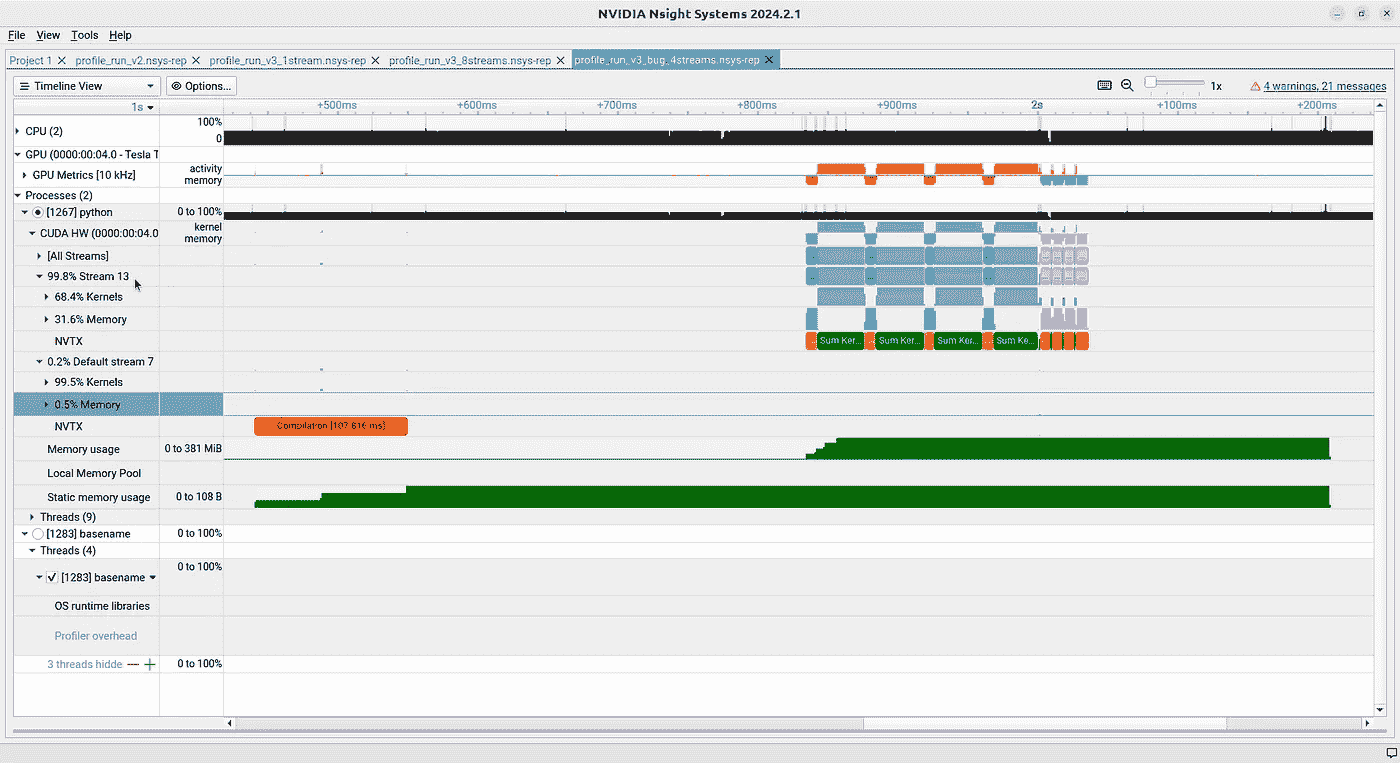 NVIDIA Nsight Systems 2024.2.1
File View Tools Help
Project 1 profile_run_v2.nsys-rep profile_run_v3_1stream.nsys-rep profile_run_v3_8streams.nsys-rep profile_run_v3_bug_4streams.nsys-rep
Timeline View Options... 1x 4 warnings, 21 messages
1s +500ms +600ms +700ms +800ms +900ms 2s +100ms +200ms
CPU (2) 100%
0
GPU (0000:00:04.0 - Tesla T
GPU Metrics [10 kHz] activity
memory
Processes (2)
[1267] python 0 to 100%
CUDA HW (0000:00:04.0 kernel
memory
[All Streams]
99.8% Stream 13
68.4% Kernels
31.6% Memory
NVTX Sum Ker... Sum Ker... Sum Ker... Sum Ke...
0.2% Default stream 7
99.5% Kernels
0.5% Memory
NVTX Compilation [107.616 ms]
Memory usage 0 to 381 MiB
Local Memory Pool
Static memory usage 0 to 108 B
Threads (9)
[1283] basename 0 to 100%
Threads (4)
[1283] basename 0 to 100%
OS runtime libraries
Profiler overhead
3 threads hidde 0 to 100%